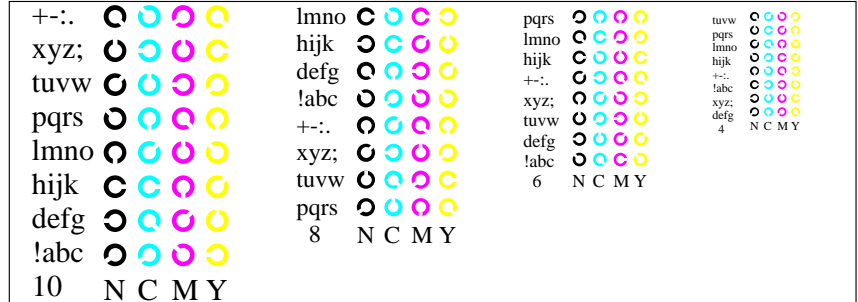 +-:.
xyz;
tuvw
pqrs
lmno
hijk
defg
!abc
10 N C M Y
lmno
hijk
defg
!abc
+-:.
xyz;
tuvw
pqrs
8 N C M Y
pqrs
lmno
hijk
+-:.
xyz;
tuvw
defg
!abc
6 N C M Y
tuvw
pqrs
lmno
hijk
+-:.
!abc
xyz;
defg
4 N C M Y